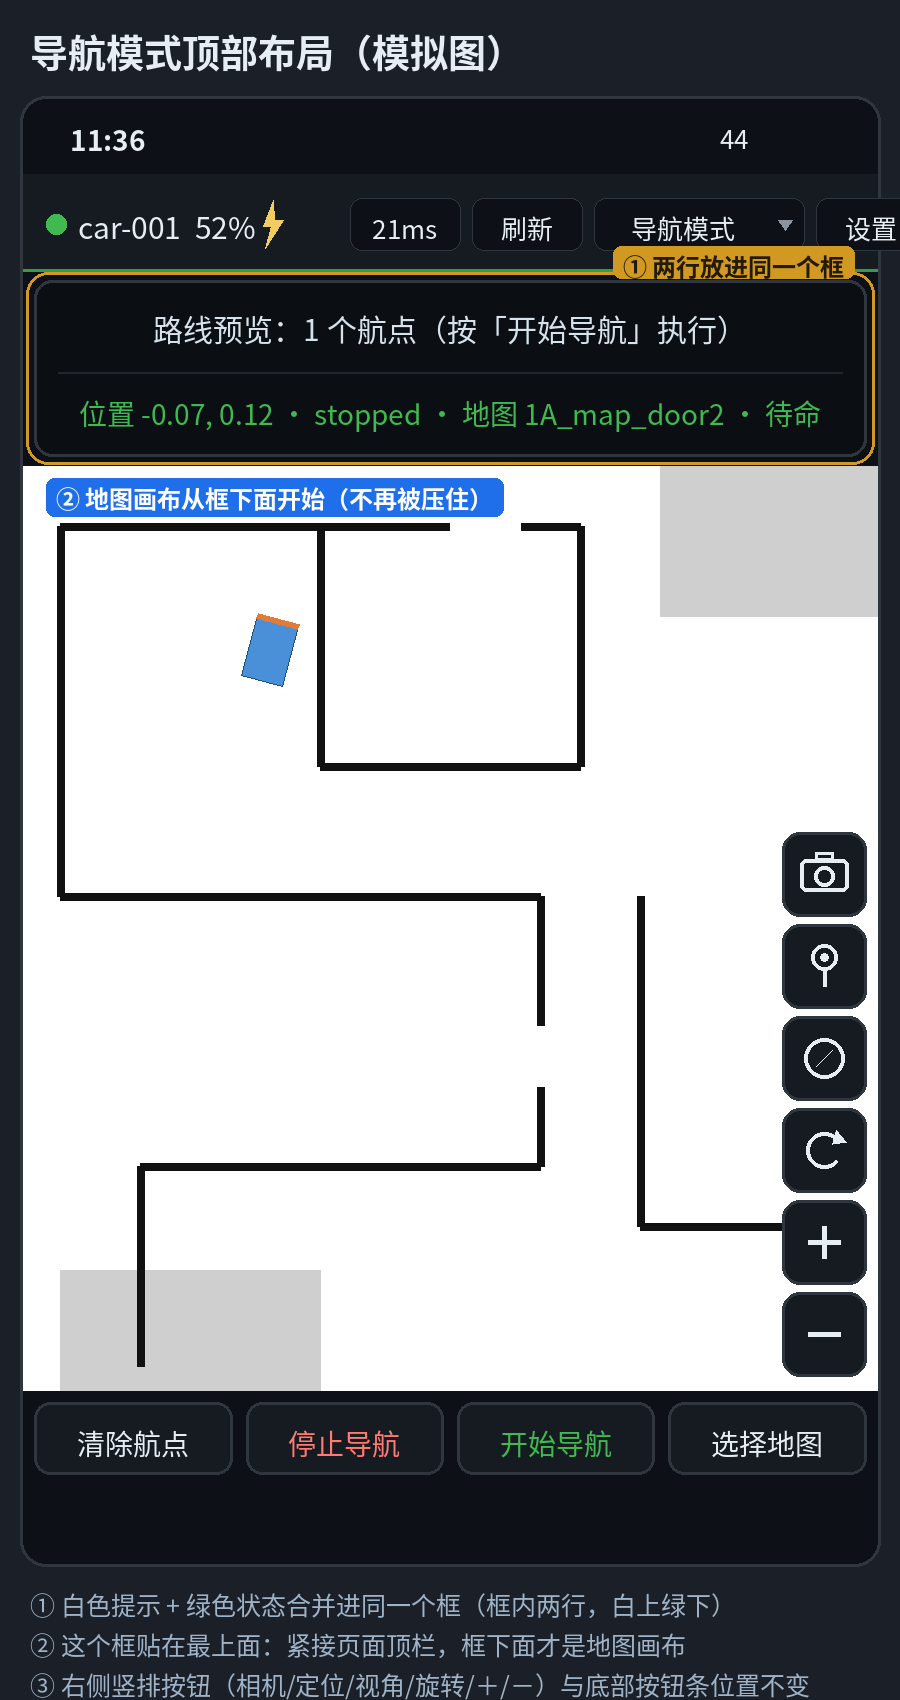 导航模式顶部布局（模拟图）
11:36
44
car-001 52%
21ms
刷新
导航模式
设置
① 两行放进同一个框
路线预览：1 个航点（按「开始导航」执行）
位置 -0.07, 0.12 · stopped · 地图 1A_map_door2 · 待命
② 地图画布从框下面开始（不再被压住）
清除航点
停止导航
开始导航
选择地图
① 白色提示 + 绿色状态合并进同一个框（框内两行，白上绿下）
② 这个框贴在最上面：紧接页面顶栏，框下面才是地图画布
③ 右侧竖排按钮（相机/定位/视角/旋转/＋/－）与底部按钮条位置不变